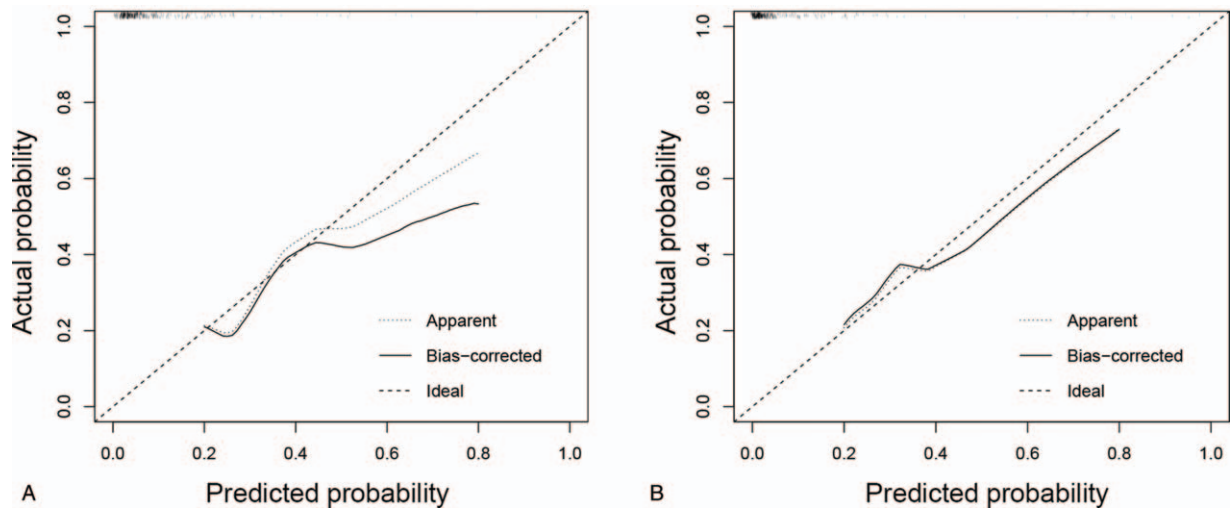 1.0
0.8
0.6
0.4
0.2
0.0
Actual probability
Apparent
Bias-corrected
Ideal
0.0 0.2 0.4 0.6 0.8 1.0
Predicted probability
A
1.0
0.8
0.6
0.4
0.2
0.0
Actual probability
Apparent
Bias-corrected
Ideal
0.0 0.2 0.4 0.6 0.8 1.0
Predicted probability
B